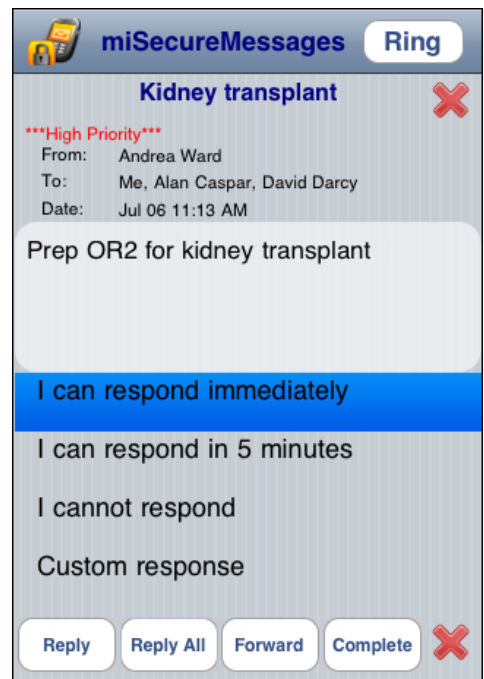 miSecureMessages Ring
Kidney transplant
***High Priority***
From: Andrea Ward
To: Me, Alan Caspar, David Darcy
Date: Jul 06 11:13 AM
Prep OR2 for kidney transplant
I can respond immediately
I can respond in 5 minutes
I cannot respond
Custom response
Reply Reply All Forward Complete